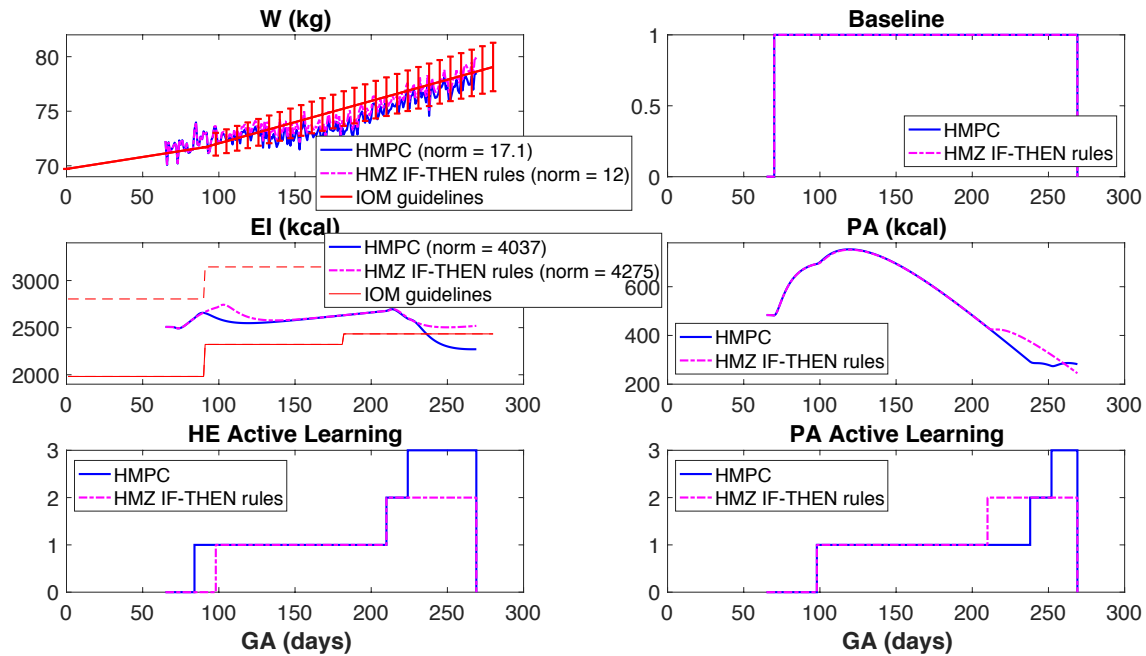 W (kg)
80
75
70
0 50 100 150 200 250 300
HMPC (norm = 17.1)
HMZ IF-THEN rules (norm = 12)
IOM guidelines
Baseline
1
0.5
0
0 50 100 150 200 250 300
HMPC
HMZ IF-THEN rules
EI (kcal)
3000
2500
2000
0 50 100 150 200 250 300
HMPC (norm = 4037)
HMZ IF-THEN rules (norm = 4275)
IOM guidelines
PA (kcal)
600
400
200
0 50 100 150 200 250 300
HMPC
HMZ IF-THEN rules
HE Active Learning
3
2
1
0
0 50 100 150 200 250 300
HMPC
HMZ IF-THEN rules
GA (days)
PA Active Learning
3
2
1
0
0 50 100 150 200 250 300
HMPC
HMZ IF-THEN rules
GA (days)